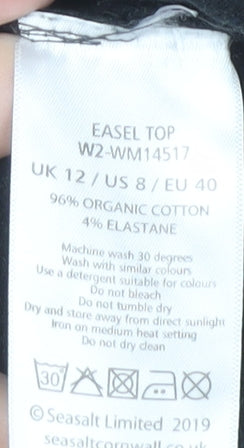 EASEL TOP
W2-WM14517
UK 12 / US 8 / EU 40
96% ORGANIC COTTON
4% ELASTANE
Machine wash 30 degrees
Wash with similar colours
Use a detergent suitable for colours
Do not bleach
Do not tumble dry
Dry and store away from direct sunlight
Iron on medium heat setting
Do not dry clean
30
© Seasalt Limited 2019
seasaltcornwall.co.uk